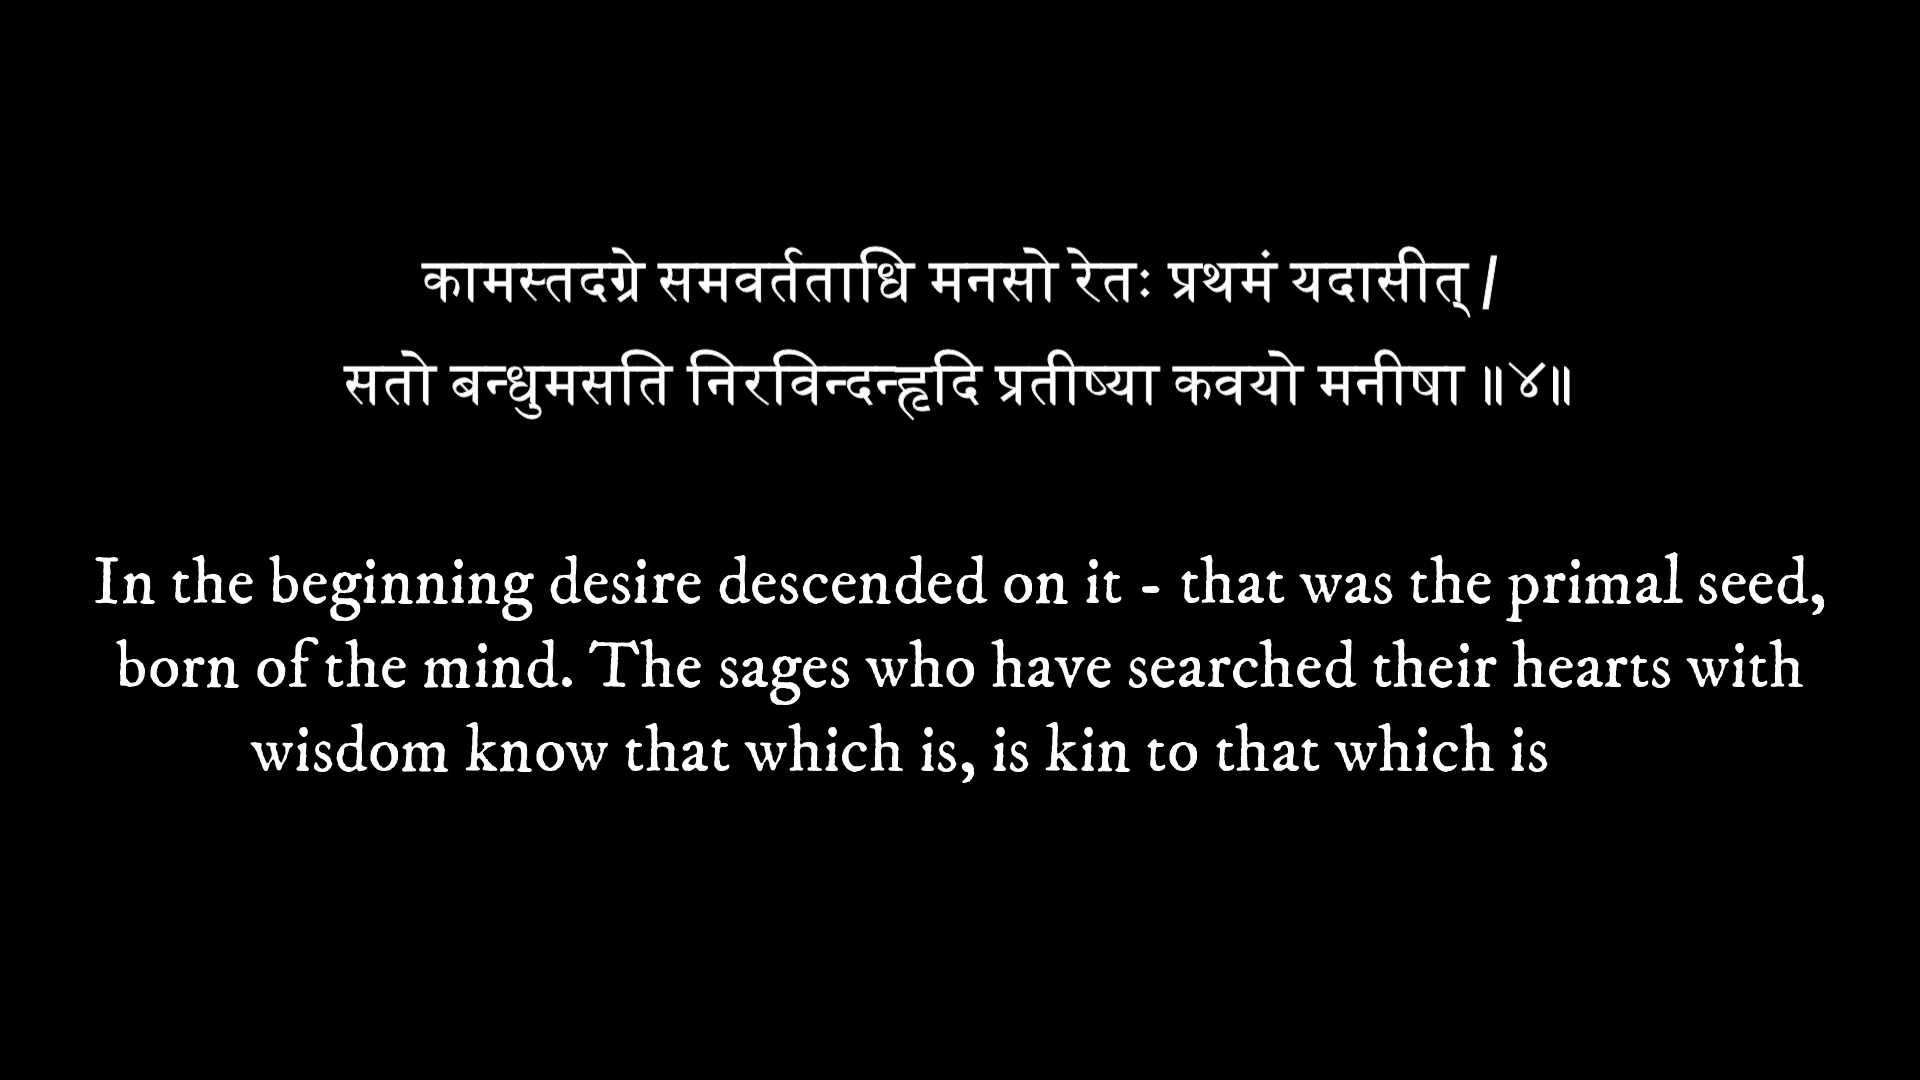 कामस्तदग्रे समवर्तताधि मनसो रेतः प्रथमं यदासीत् /
सतो बन्धुमसति निरविन्दन्हृदि प्रतीष्या कवयो मनीषा ॥४॥
In the beginning desire descended on it - that was the primal seed,
born of the mind. The sages who have searched their hearts with
wisdom know that which is, is kin to that which is